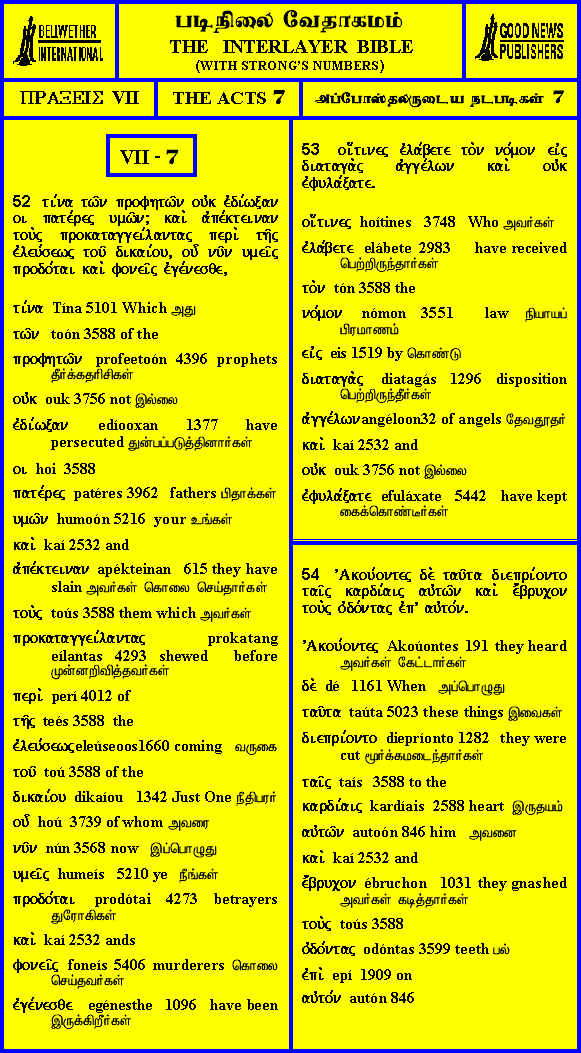 BELLWETHER
INTERNATIONAL
படிநிலை வேதாகமம்
THE INTERLAYER BIBLE
(WITH STRONG'S NUMBERS)
GOOD NEWS
PUBLISHERS
ΠΡΑΞΕΙΣ VII
THE ACTS 7
அப்போஸ்தலருடைய நடபடிகள் 7
VII - 7
52 τίνα τῶν προφητῶν οὐκ ἐδίωξαν
οι πατέρες υμῶν; καὶ ἀπέκτειναν
τοὺς προκαταγγείλαντας περὶ τῆς
ἐλεύσεως τοῦ δικαίου, οὗ νῦν υμεῖς
προδόται καὶ φονεῖς ἐγένεσθε,
τίνα Tína 5101 Which அது
τῶν toón 3588 of the
προφητῶν profeetoón 4396 prophets
தீர்க்கதரிசிகள்
οὐκ ouk 3756 not இல்லை
ἐδίωξαν ediooxan 1377 have
persecuted துன்பப்படுத்தினார்கள்
οι hoi 3588
πατέρες patéres 3962 fathers பிதாக்கள்
υμῶν humoón 5216 your உங்கள்
καὶ kaí 2532 and
ἀπέκτειναν apékteinan 615 they have
slain அவர்கள் கொலை செய்தார்கள்
τοὺς toús 3588 them which அவர்கள்
προκαταγγείλαντας prokatang
eílantas 4293 shewed before
முன்னறிவித்தவர்கள்
περὶ perí 4012 of
τῆς teés 3588 the
ἐλεύσεως eleúseoos1660 coming வருகை
τοῦ toú 3588 of the
δικαίου dikaíou 1342 Just One நீதிபரர்
οὗ hoú 3739 of whom அவரை
νῦν nún 3568 now இப்பொழுது
υμεῖς humeís 5210 ye நீங்கள்
προδόται prodótai 4273 betrayers
துரோகிகள்
καὶ kaí 2532 ands
φονεῖς foneís 5406 murderers கொலை
செய்தவர்கள்
ἐγένεσθε egénesthe 1096 have been
இருக்கிறீர்கள்
53 οἵτινες ἐλάβετε τὸν νόμον εἰς
διαταγὰς ἀγγέλων καὶ οὐκ
ἐφυλάξατε.
οἵτινες hoítines 3748 Who அவர்கள்
ἐλάβετε elábete 2983 have received
பெற்றிருந்தார்கள்
τὸν tón 3588 the
νόμον nómon 3551 law நியாயப்
பிரமாணம்
εἰς eis 1519 by கொண்டு
διαταγὰς diatagás 1296 disposition
பெற்றிருந்தீர்கள்
ἀγγέλων angéloon32 of angels தேவதூதர்
καὶ kaí 2532 and
οὐκ ouk 3756 not இல்லை
ἐφυλάξατε efuláxate 5442 have kept
கைக்கொண்டீர்கள்
54 Ἀκούοντες δὲ ταῦτα διεπρίοντο
ταῖς καρδίαις αὐτῶν καὶ ἔβρυχον
τοὺς ὀδόντας ἐπ' αὐτόν.
Ἀκούοντες Akoúontes 191 they heard
அவர்கள் கேட்டார்கள்
δὲ dé 1161 When அப்பொழுது
ταῦτα taúta 5023 these things இவைகள்
διεπρίοντο dieprίonto 1282 they were
cut மூர்க்கமடைந்தார்கள்
ταῖς taís 3588 to the
καρδίαις kardíais 2588 heart இருதயம்
αὐτῶν autoón 846 him அவனை
καὶ kaí 2532 and
ἔβρυχον ébruchon 1031 they gnashed
அவர்கள் கடித்தார்கள்
τοὺς toús 3588
ὀδόντας odóntas 3599 teeth பல்
ἐπὶ epí 1909 on
αὐτόν autón 846